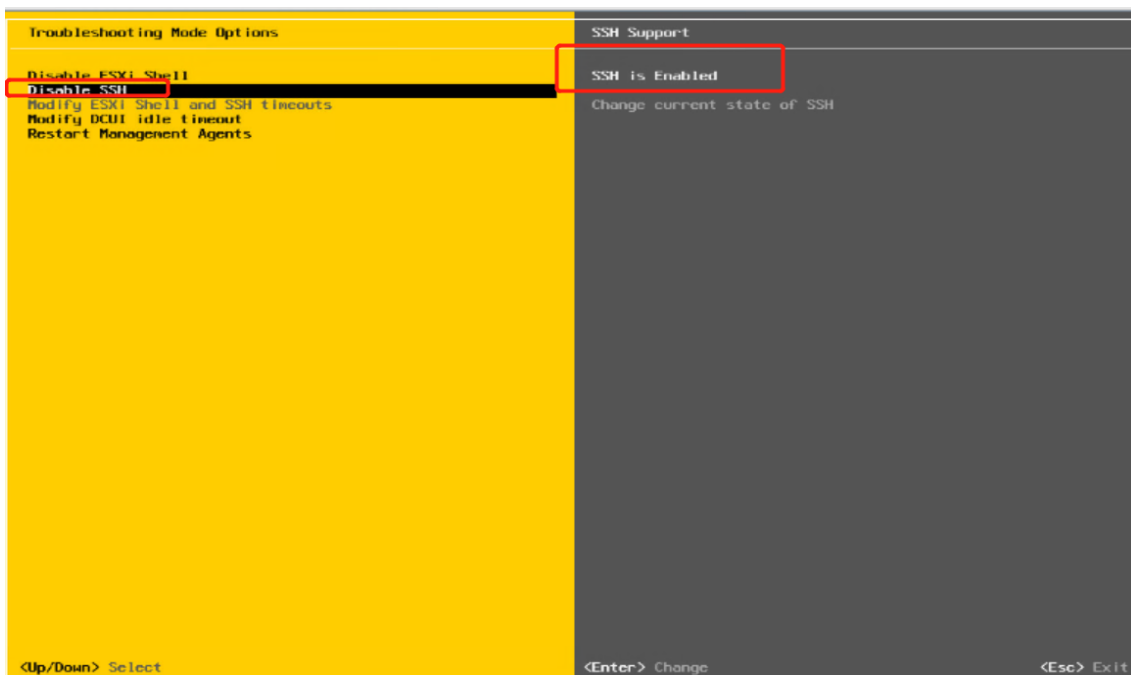 Troubleshooting Mode Options
SSH Support
Disable ESXi Shell
Disable SSH
Modify ESXi Shell and SSH timeouts
Modify DCUI idle timeout
Restart Management Agents
SSH is Enabled
Change current state of SSH
<Up/Down> Select
<Enter> Change
<Esc> Exit